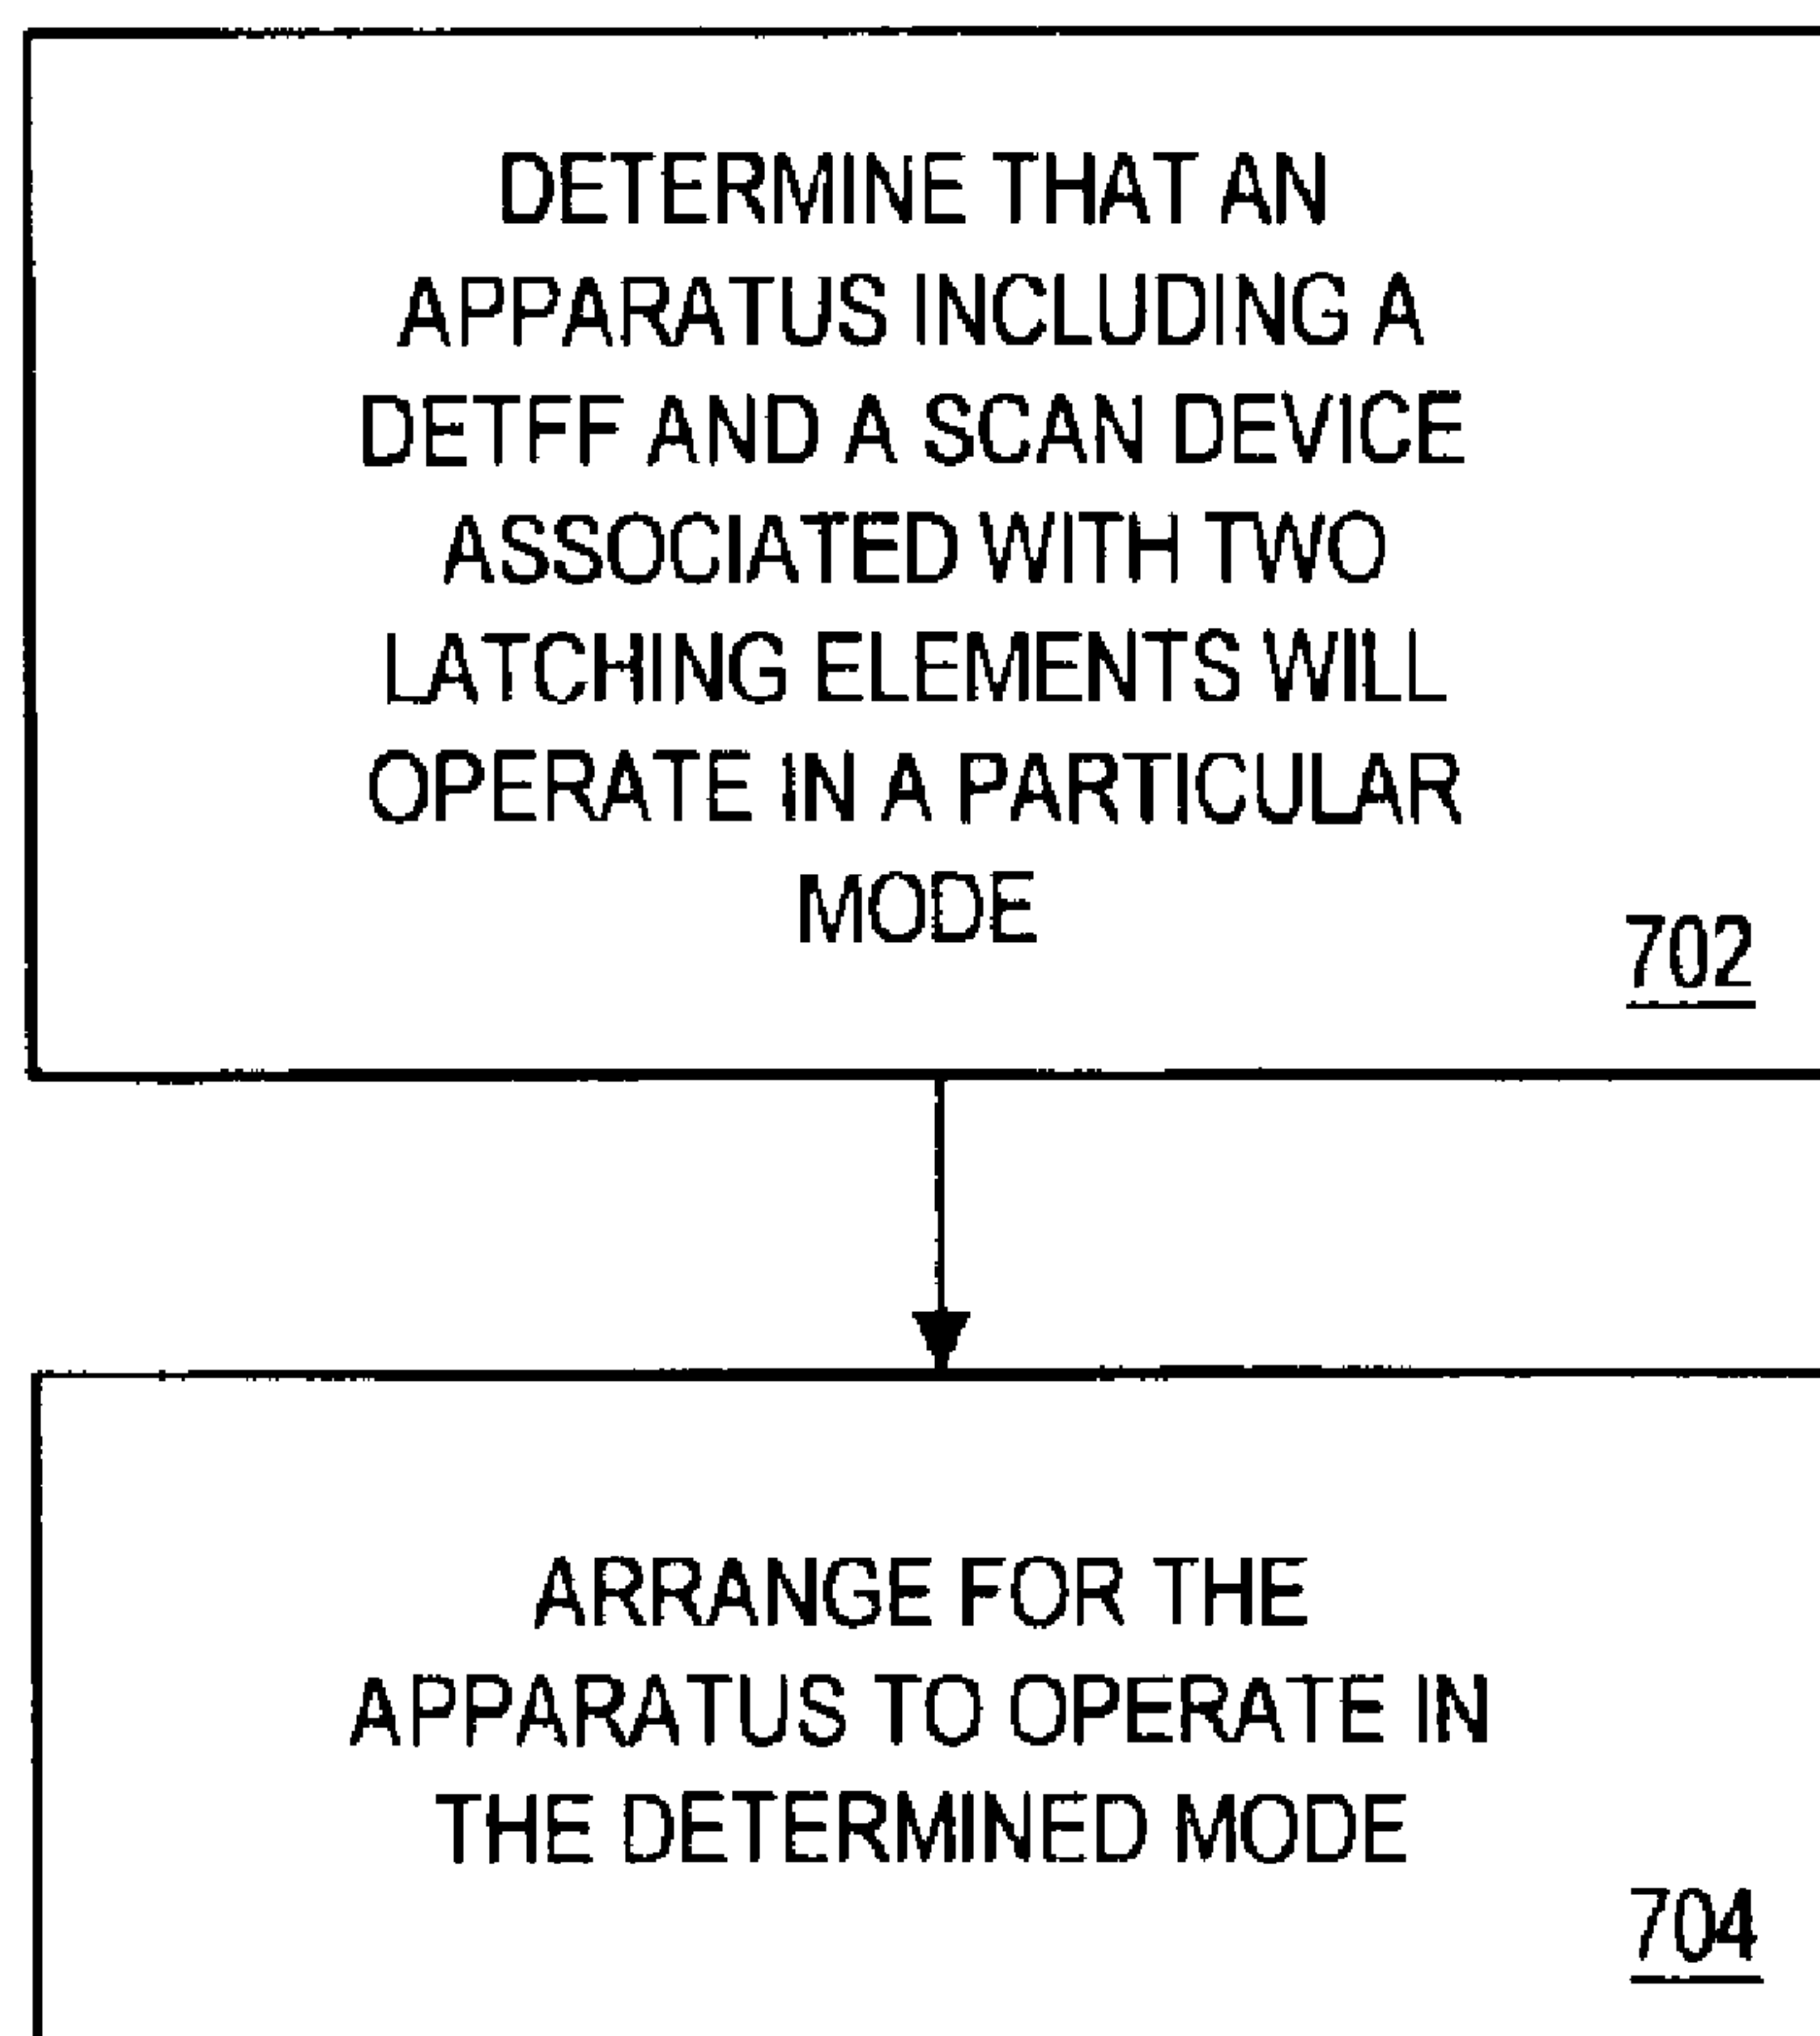 DETERMINE THAT AN
APPARATUS INCLUDING A
DETFF AND A SCAN DEVICE
ASSOCIATED WITH TWO
LATCHING ELEMENTS WILL
OPERATE IN A PARTICULAR
MODE
702
ARRANGE FOR THE
APPARATUS TO OPERATE IN
THE DETERMINED MODE
704